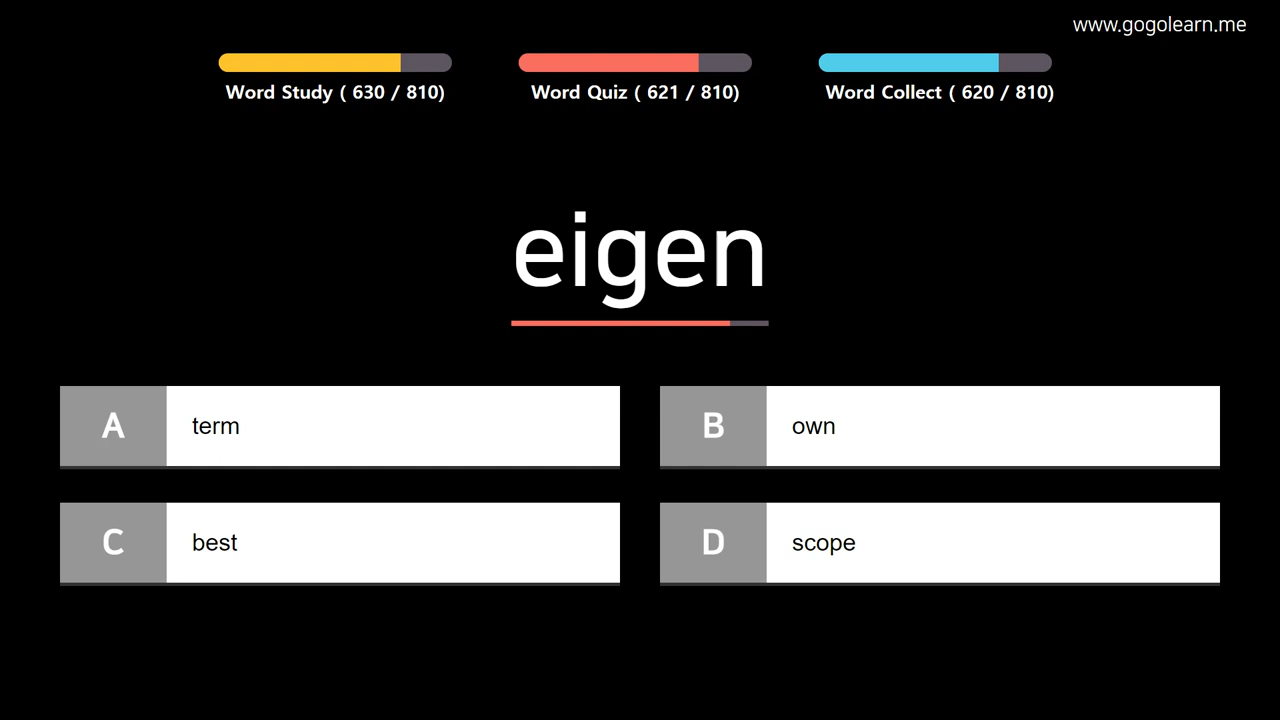 www.gogolearn.me
Word Study ( 630 / 810)
Word Quiz ( 621 / 810)
Word Collect ( 620 / 810)
eigen
A term
B own
C best
D scope